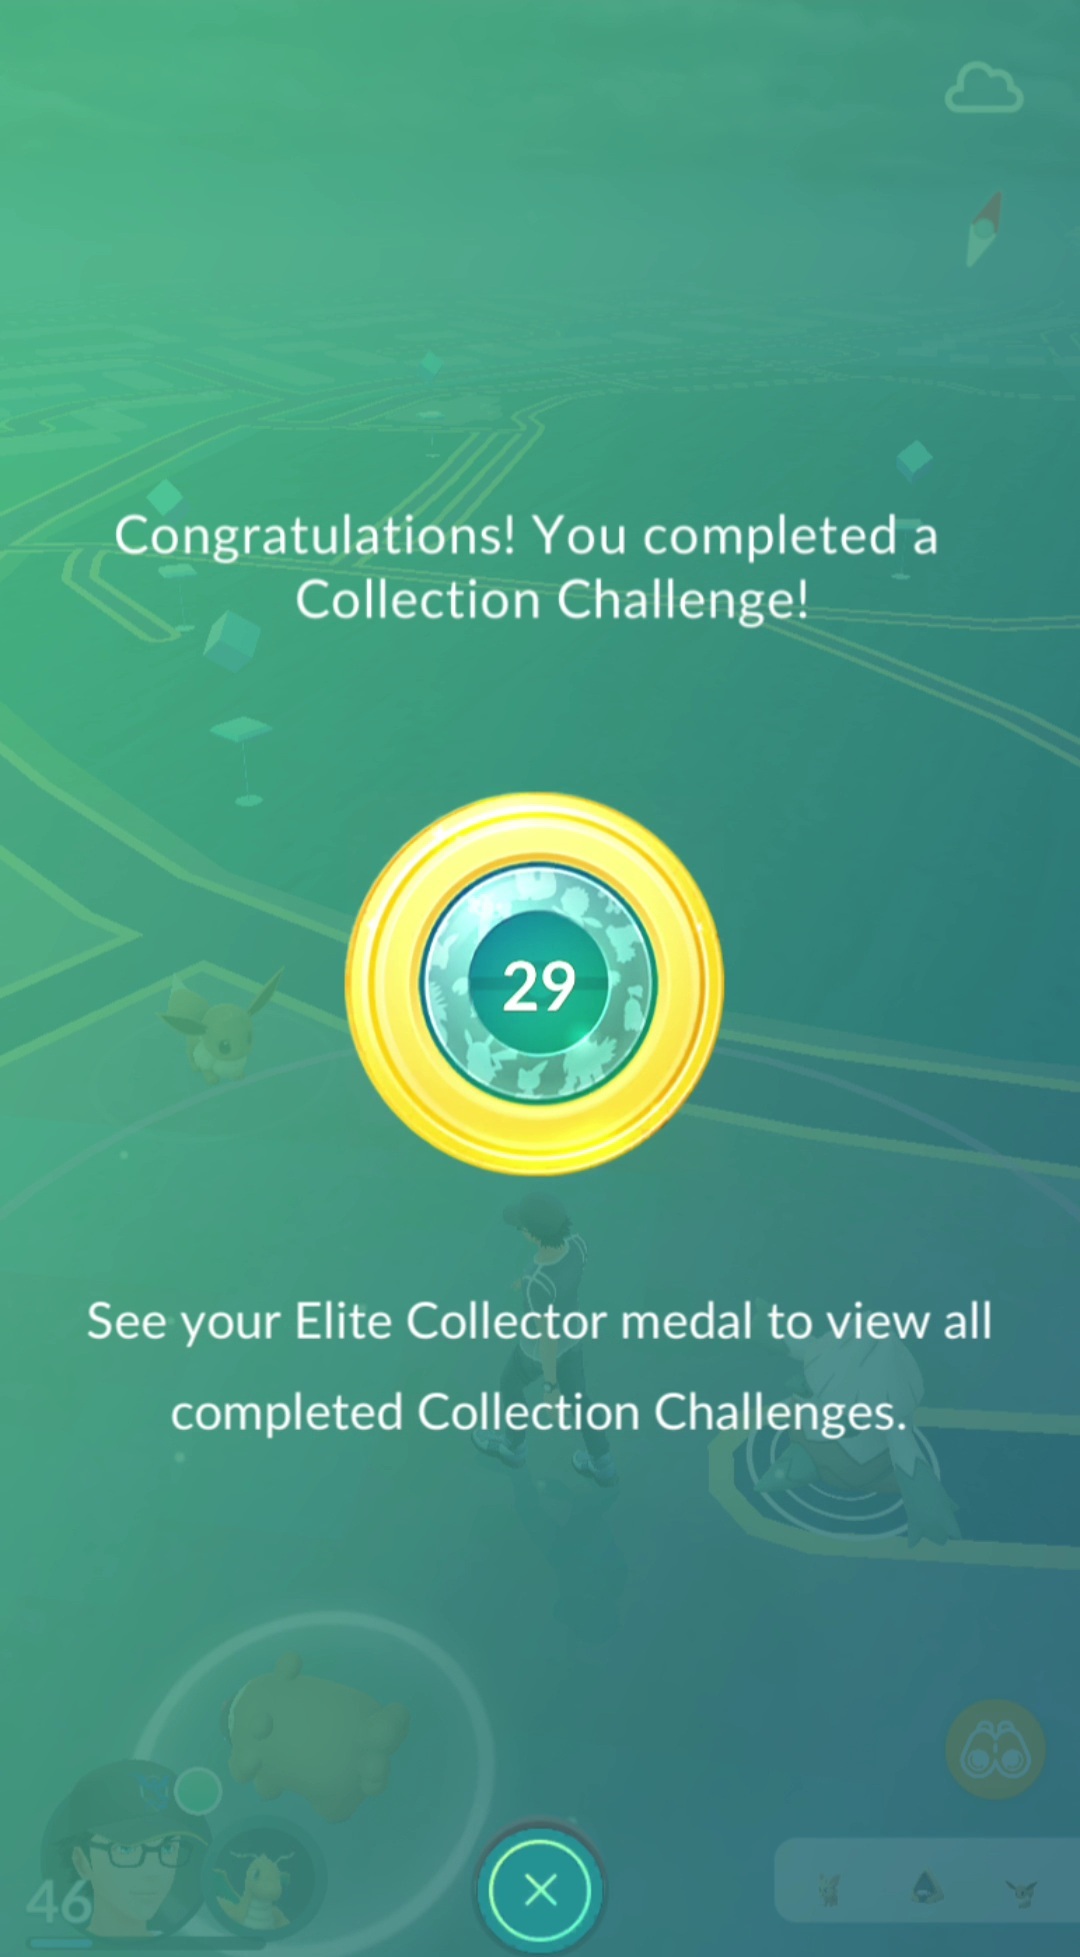 Congratulations! You completed a
Collection Challenge!
29
See your Elite Collector medal to view all
completed Collection Challenges.
46